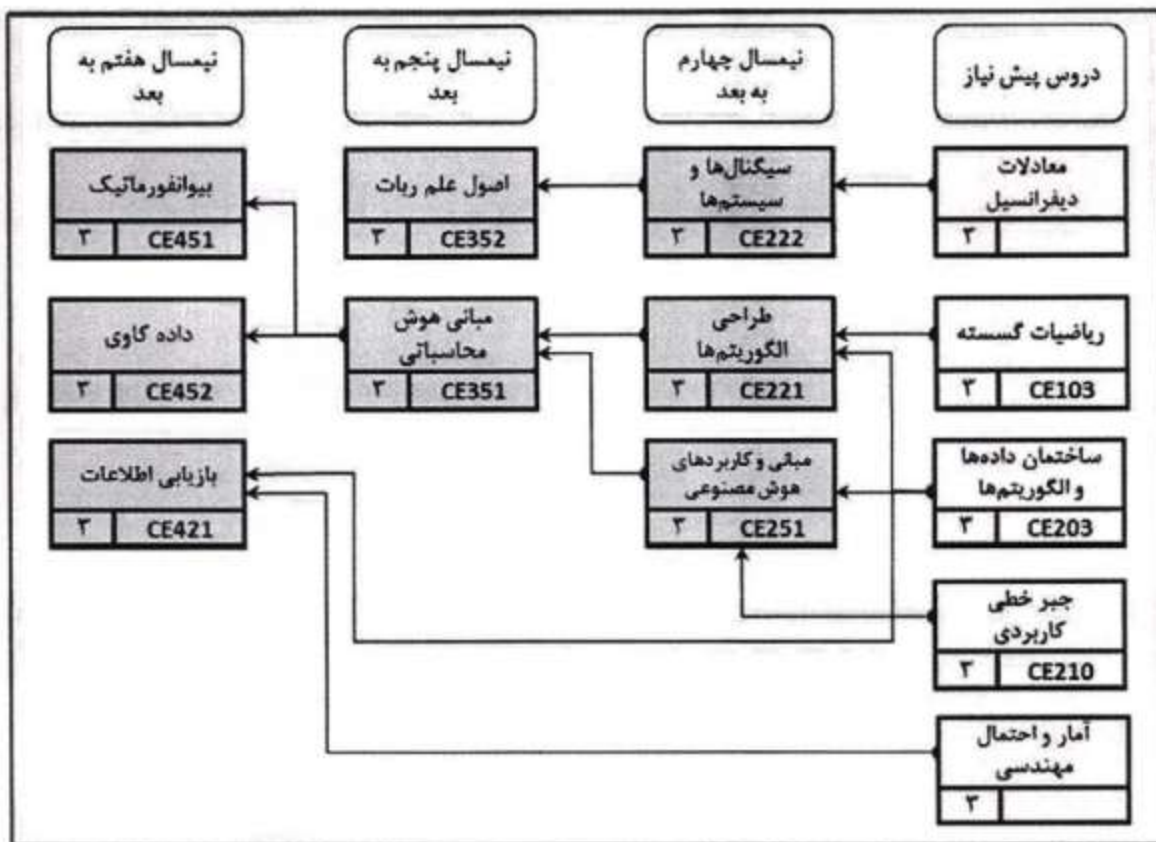 دروس پیش نیاز
نیمسال چهارم
به بعد
نیمسال پنجم به
بعد
نیمسال هفتم به
بعد
معادلات
دیفرانسیل
۳
سیگنال‌ها و
سیستم‌ها
CE222
۳
اصول علم ربات
CE352
۳
بیوانفورماتیک
CE451
۳
ریاضیات گسسته
CE103
۳
طراحی
الگوریتم‌ها
CE221
۳
مبانی هوش
محاسباتی
CE351
۳
داده کاوی
CE452
۳
ساختمان داده‌ها
و الگوریتم‌ها
CE203
۳
مبانی و کاربردهای
هوش مصنوعی
CE251
۳
بازیابی اطلاعات
CE421
۳
جبر خطی
کاربردی
CE210
۳
آمار و احتمال
مهندسی
۳